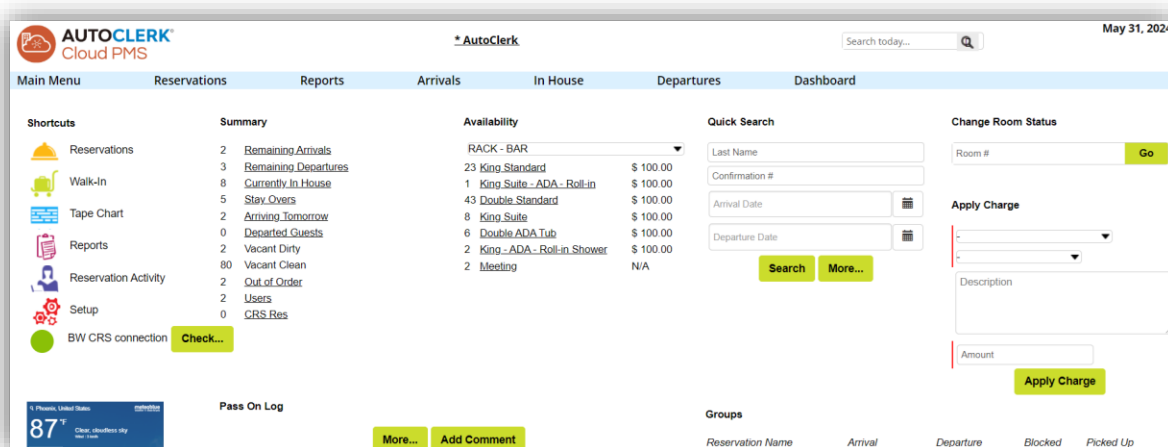 AUTOCLERK®
Cloud PMS
* AutoClerk
Search today...
May 31, 2024
Main Menu Reservations Reports Arrivals In House Departures Dashboard
Shortcuts
Reservations
Walk-In
Tape Chart
Reports
Reservation Activity
Setup
BW CRS connection Check...
Summary
2 Remaining Arrivals
3 Remaining Departures
8 Currently In House
5 Stay Overs
2 Arriving Tomorrow
0 Departed Guests
2 Vacant Dirty
80 Vacant Clean
2 Out of Order
2 Users
0 CRS Res
Availability
RACK - BAR
23 King Standard $ 100.00
1 King Suite - ADA - Roll-in $ 100.00
43 Double Standard $ 100.00
8 King Suite $ 100.00
6 Double ADA Tub $ 100.00
2 King - ADA - Roll-in Shower $ 100.00
2 Meeting N/A
Quick Search
Last Name
Confirmation #
Arrival Date
Departure Date
Search More...
Change Room Status
Room # Go
Apply Charge
-
-
Description
Amount
Apply Charge
Phoenix, United States meteoblue
87 °F Clear, cloudless sky
Pass On Log
More... Add Comment
Groups
Reservation Name Arrival Departure Blocked Picked Up